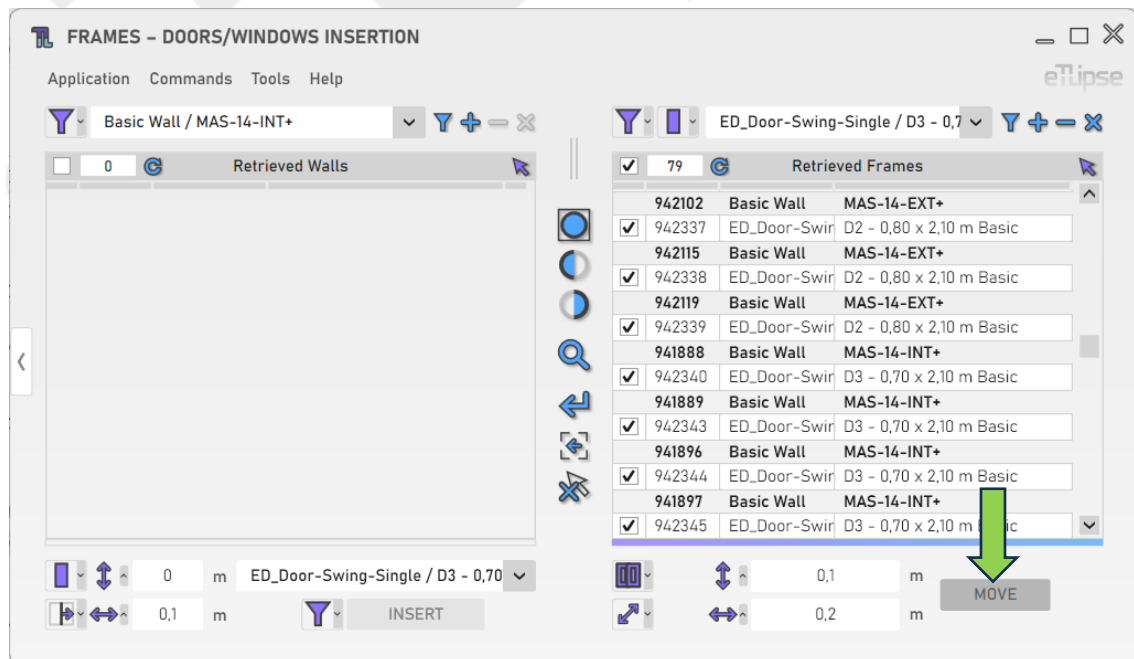 FRAMES – DOORS/WINDOWS INSERTION
Application Commands Tools Help
eTLipse
Basic Wall / MAS-14-INT+
ED_Door-Swing-Single / D3 - 0,7
0 Retrieved Walls
79 Retrieved Frames
942102 Basic Wall MAS-14-EXT+
942337 ED_Door-Swin D2 - 0,80 x 2,10 m Basic
942115 Basic Wall MAS-14-EXT+
942338 ED_Door-Swin D2 - 0,80 x 2,10 m Basic
942119 Basic Wall MAS-14-EXT+
942339 ED_Door-Swin D2 - 0,80 x 2,10 m Basic
941888 Basic Wall MAS-14-INT+
942340 ED_Door-Swin D3 - 0,70 x 2,10 m Basic
941889 Basic Wall MAS-14-INT+
942343 ED_Door-Swin D3 - 0,70 x 2,10 m Basic
941896 Basic Wall MAS-14-INT+
942344 ED_Door-Swin D3 - 0,70 x 2,10 m Basic
941897 Basic Wall MAS-14-INT+
942345 ED_Door-Swin D3 - 0,70 x 2,10 m
0 m ED_Door-Swing-Single / D3 - 0,70
0,1 m INSERT
0,1 m
0,2 m
MOVE